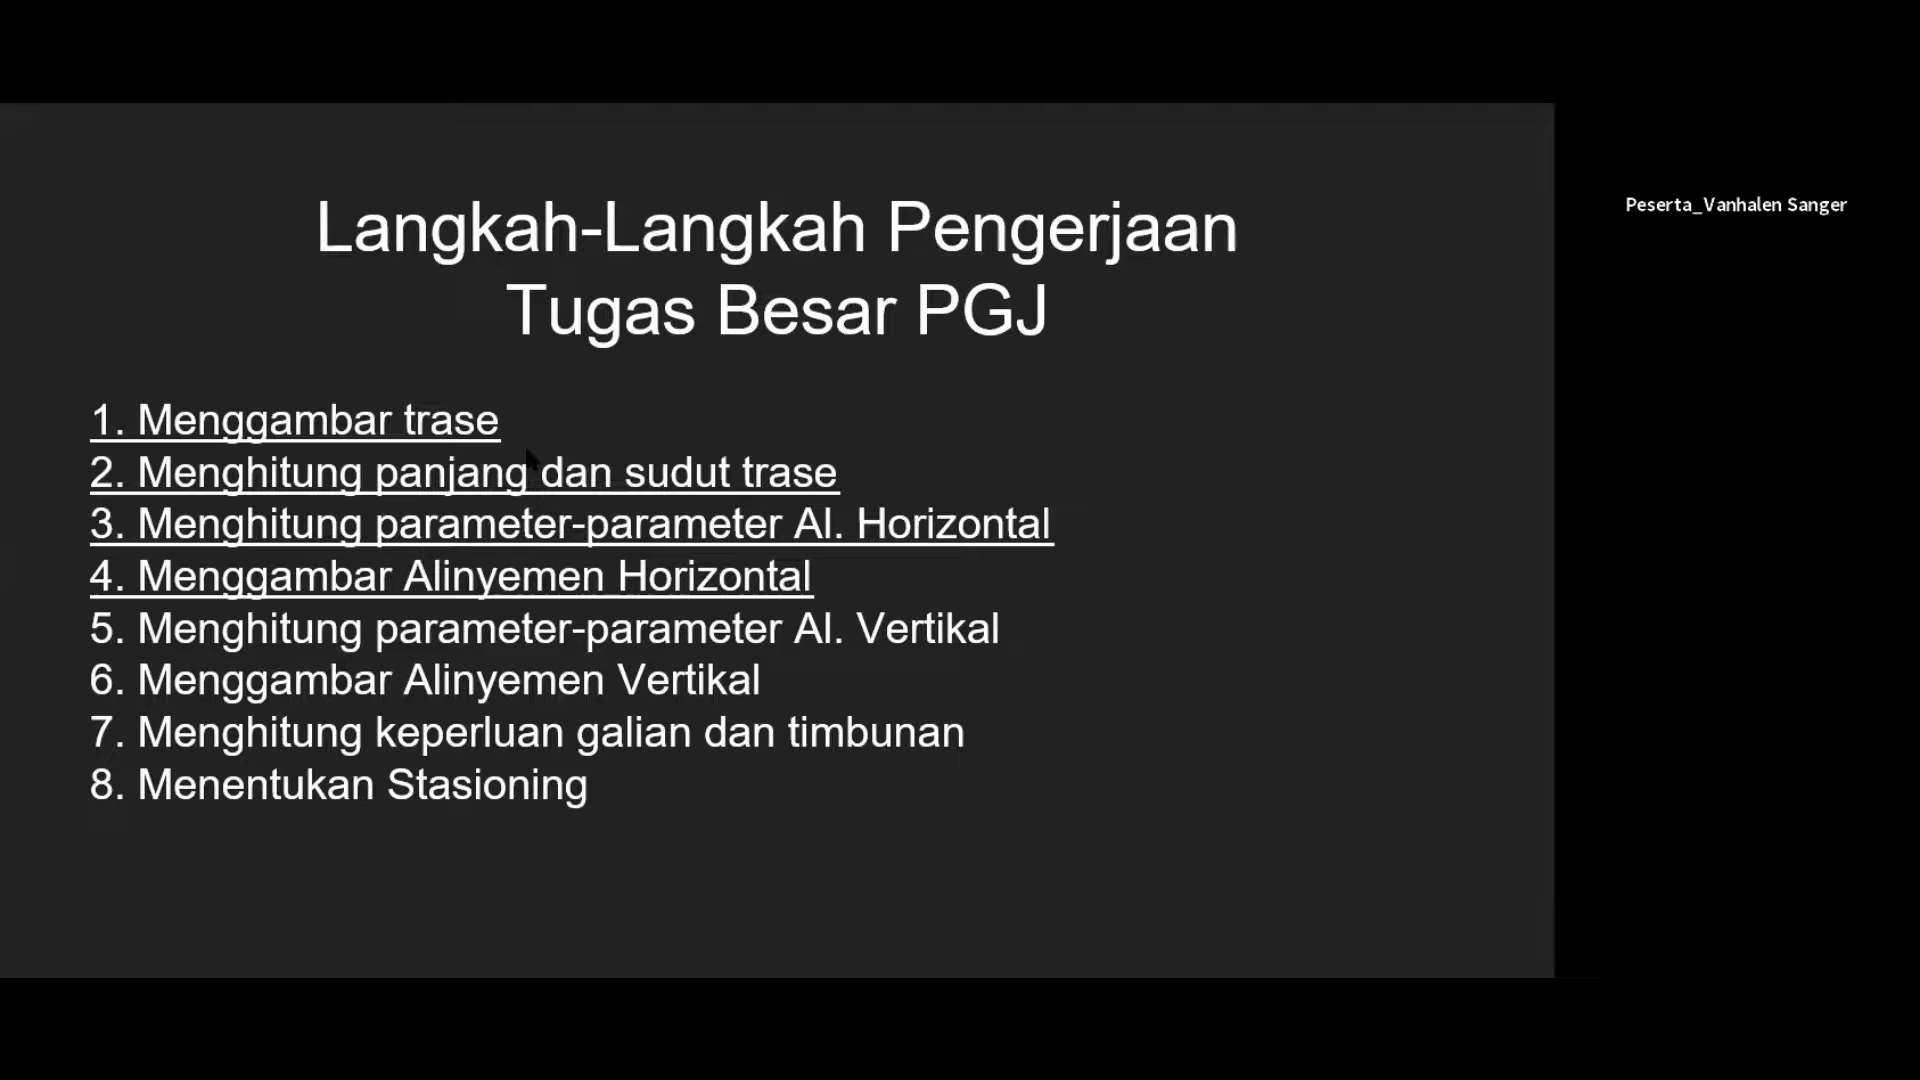 Langkah-Langkah Pengerjaan
Tugas Besar PGJ
1. Menggambar trase
2. Menghitung panjang dan sudut trase
3. Menghitung parameter-parameter Al. Horizontal
4. Menggambar Alinyemen Horizontal
5. Menghitung parameter-parameter Al. Vertikal
6. Menggambar Alinyemen Vertikal
7. Menghitung keperluan galian dan timbunan
8. Menentukan Stasioning
Peserta_Vanhalen Sanger